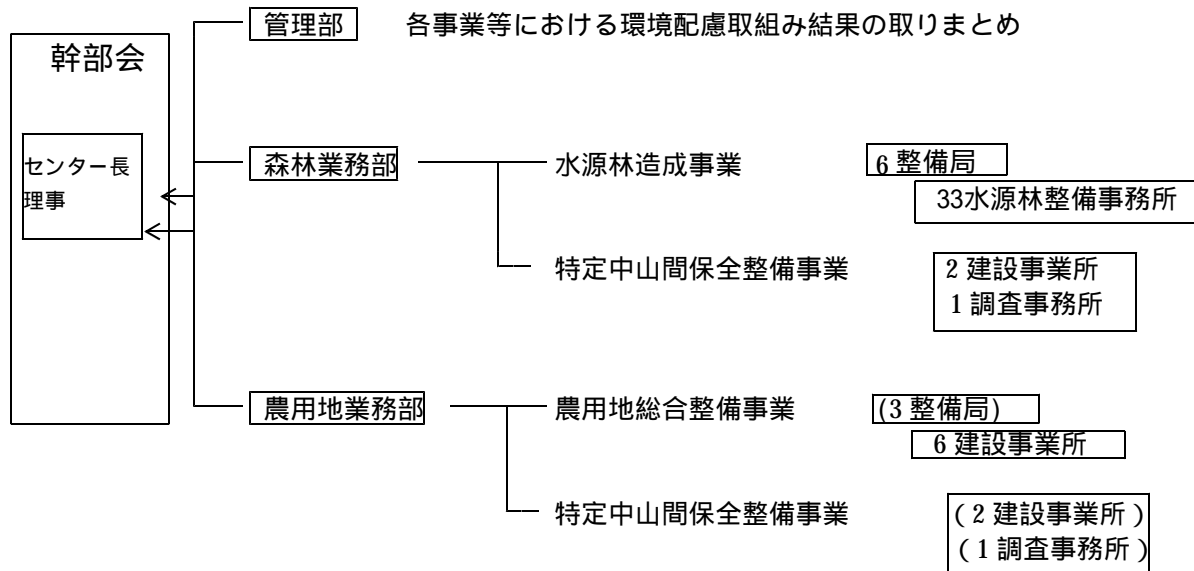 管理部 各事業等における環境配慮取組み結果の取りまとめ
幹部会
センター長
理事
森林業務部 水源林造成事業 6 整備局
33水源林整備事務所
特定中山間保全整備事業 2 建設事業所
1 調査事務所
農用地業務部 農用地総合整備事業 (3 整備局)
6 建設事業所
特定中山間保全整備事業 (2 建設事業所)
(1 調査事務所)